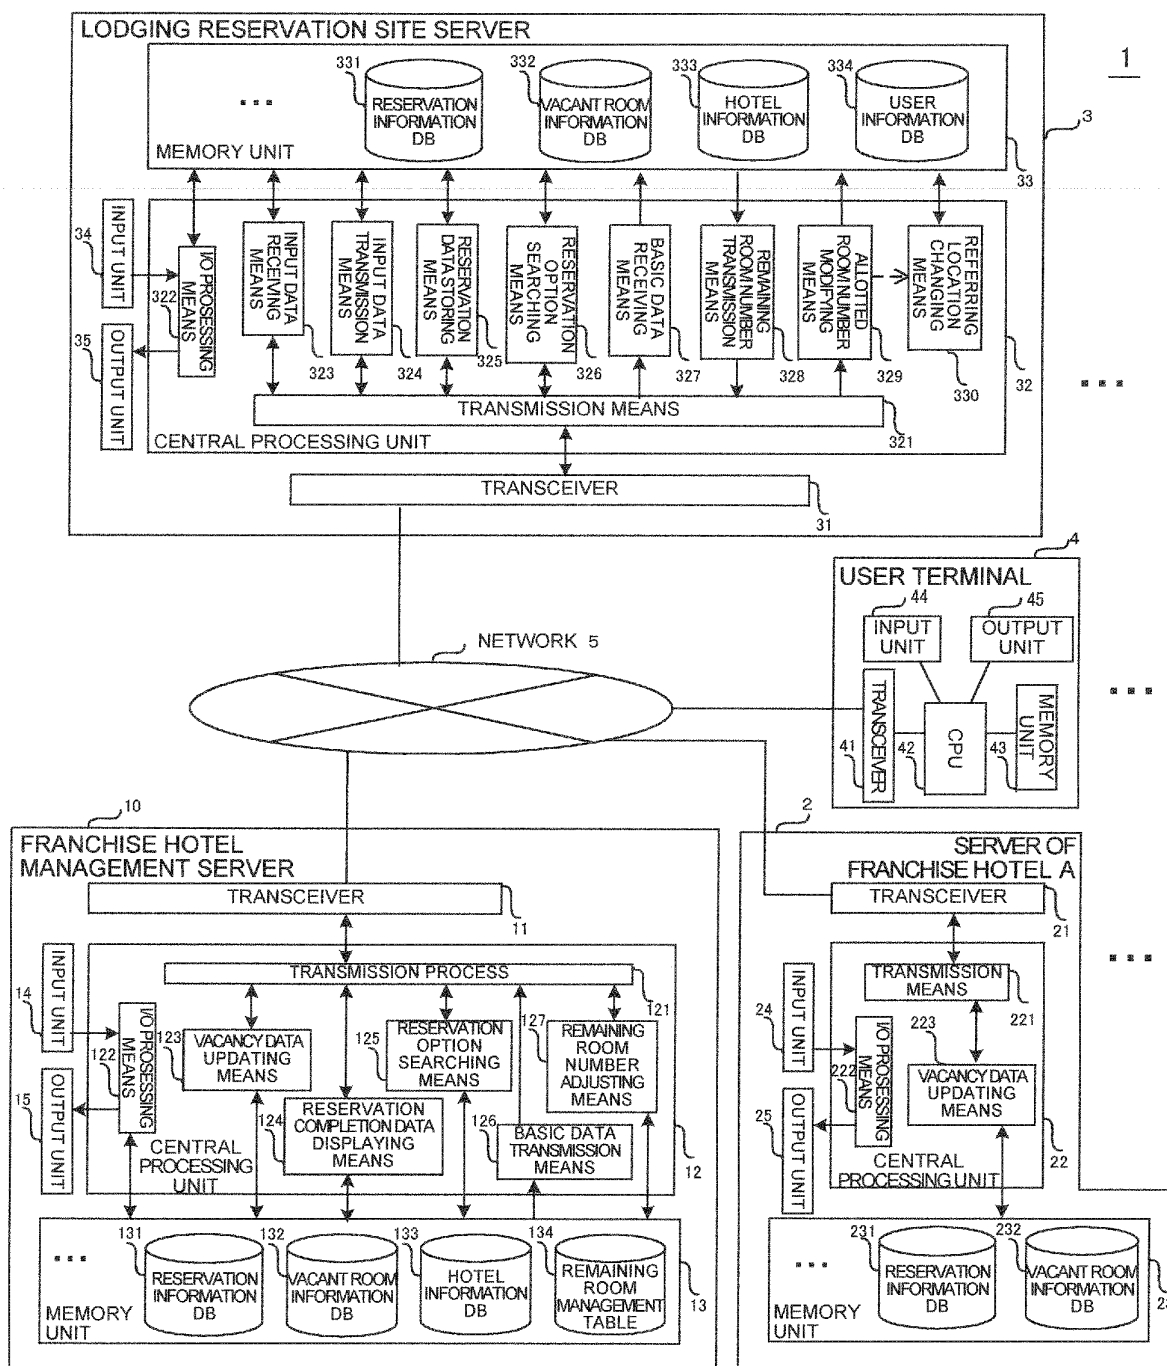 LODGING RESERVATION SITE SERVER
1
331
RESERVATION
INFORMATION
DB
332
VACANT ROOM
INFORMATION
DB
333
HOTEL
INFORMATION
DB
334
USER
INFORMATION
DB
MEMORY UNIT
33
3
34
INPUT UNIT
35
OUTPUT UNIT
322
I/O PROSESSING
MEANS
INPUT DATA
RECEIVING
MEANS
323
INPUT DATA
TRANSMISSION
MEANS
324
RESERVATION
DATA STORING
MEANS
325
RESERVATION
OPTION
SEARCHING
MEANS
326
BASIC DATA
RECEIVING
MEANS
327
REMAINING
ROOM NUMBER
TRANSMISSION
MEANS
328
ALLOTTED
ROOM NUMBER
MODIFYING
MEANS
329
REFERRING
LOCATION
CHANGING
MEANS
330
32
TRANSMISSION MEANS
321
CENTRAL PROCESSING UNIT
TRANSCEIVER
31
NETWORK 5
4
USER TERMINAL
44
INPUT
UNIT
45
OUTPUT
UNIT
TRANSCEIVER
41
CPU
42
MEMORY
UNIT
43
10
FRANCHISE HOTEL
MANAGEMENT SERVER
TRANSCEIVER
11
TRANSMISSION PROCESS
121
14
INPUT UNIT
15
OUTPUT UNIT
122
I/O PROSESSING
MEANS
123
VACANCY DATA
UPDATING
MEANS
124
RESERVATION
COMPLETION DATA
DISPLAYING
MEANS
125
RESERVATION
OPTION
SEARCHING
MEANS
126
BASIC DATA
TRANSMISSION
MEANS
127
REMAINING
ROOM
NUMBER
ADJUSTING
MEANS
CENTRAL
PROCESSING
UNIT
12
131
RESERVATION
INFORMATION
DB
132
VACANT ROOM
INFORMATION
DB
133
HOTEL
INFORMATION
DB
134
REMAINING
ROOM
MANAGEMENT
TABLE
MEMORY
UNIT
13
2
SERVER OF
FRANCHISE HOTEL A
TRANSCEIVER
21
TRANSMISSION
MEANS
221
24
INPUT UNIT
25
OUTPUT UNIT
222
I/O PROSESSING
MEANS
223
VACANCY DATA
UPDATING
MEANS
CENTRAL
PROCESSING UNIT
22
231
RESERVATION
INFORMATION
DB
232
VACANT ROOM
INFORMATION
DB
MEMORY
UNIT